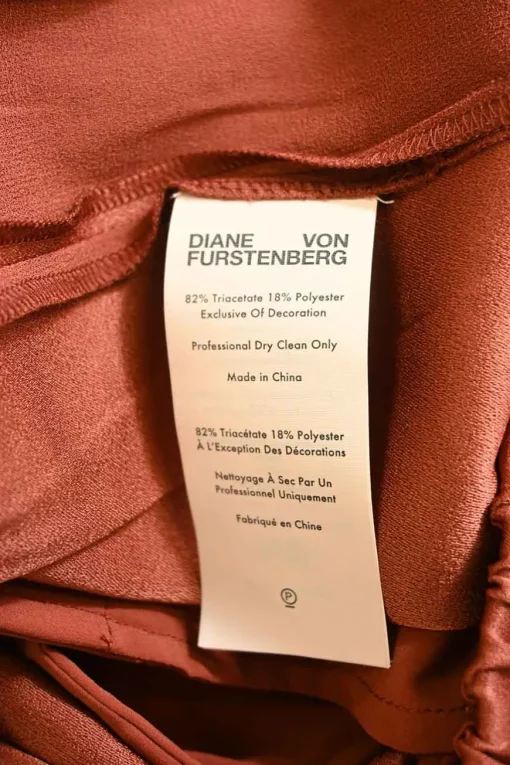 DIANE VON
FURSTENBERG
82% Triacetate 18% Polyester
Exclusive Of Decoration
Professional Dry Clean Only
Made in China
82% Triacétate 18% Polyester
À L'Exception Des Décorations
Nettoyage À Sec Par Un
Professionnel Uniquement
Fabriqué en Chine
P